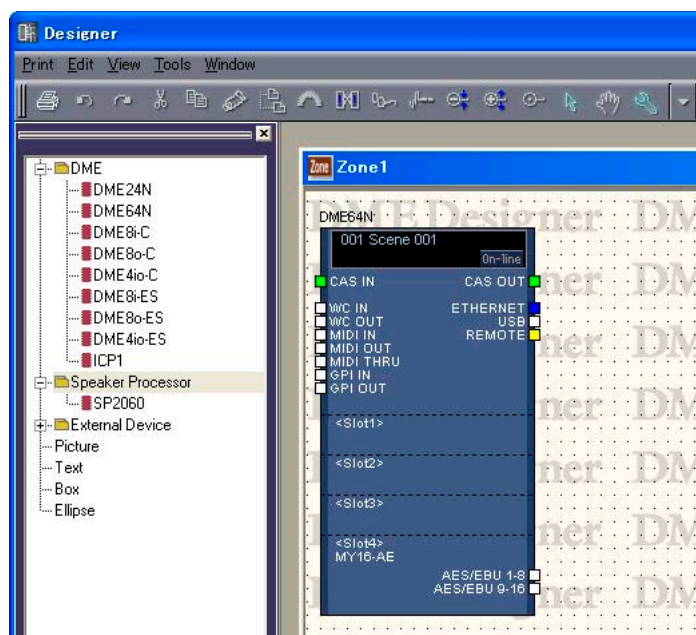 Designer
Print Edit View Tools Window
DME
DME24N
DME64N
DME8i-C
DME8o-C
DME4io-C
DME8i-ES
DME8o-ES
DME4io-ES
ICP1
Speaker Processor
SP2060
External Device
Picture
Text
Box
Ellipse
Zone Zone1
DME Designer DM
DME64N
001 Scene 001
On-line
CAS IN CAS OUT
WC IN ETHERNET
WC OUT USB
MIDI IN REMOTE
MIDI OUT
MIDI THRU
GPI IN
GPI OUT
<Slot1>
<Slot2>
<Slot3>
<Slot4>
MY16-AE
AES/EBU 1-8
AES/EBU 9-16